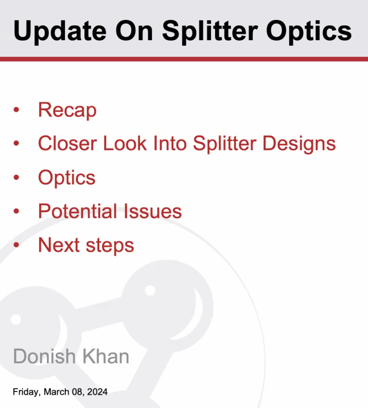 Update On Splitter Optics
• Recap
• Closer Look Into Splitter Designs
• Optics
• Potential Issues
• Next steps
Donish Khan
Friday, March 08, 2024